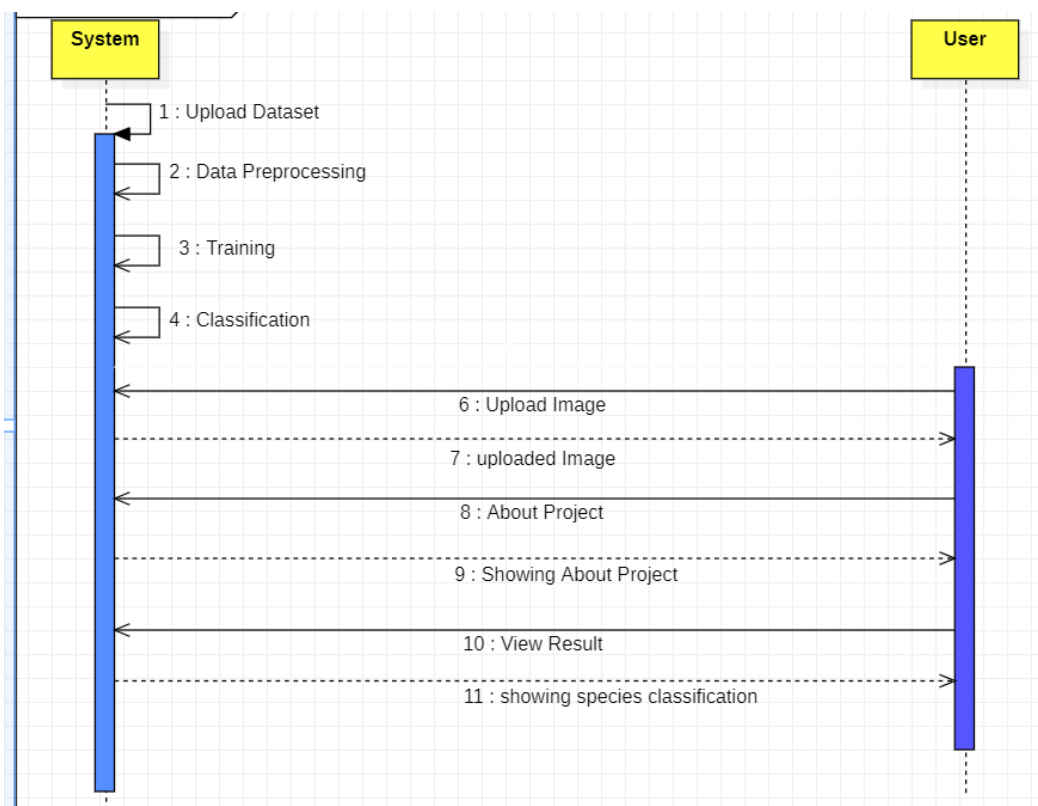 System
User
1 : Upload Dataset
2 : Data Preprocessing
3 : Training
4 : Classification
6 : Upload Image
7 : uploaded Image
8 : About Project
9 : Showing About Project
10 : View Result
11 : showing species classification